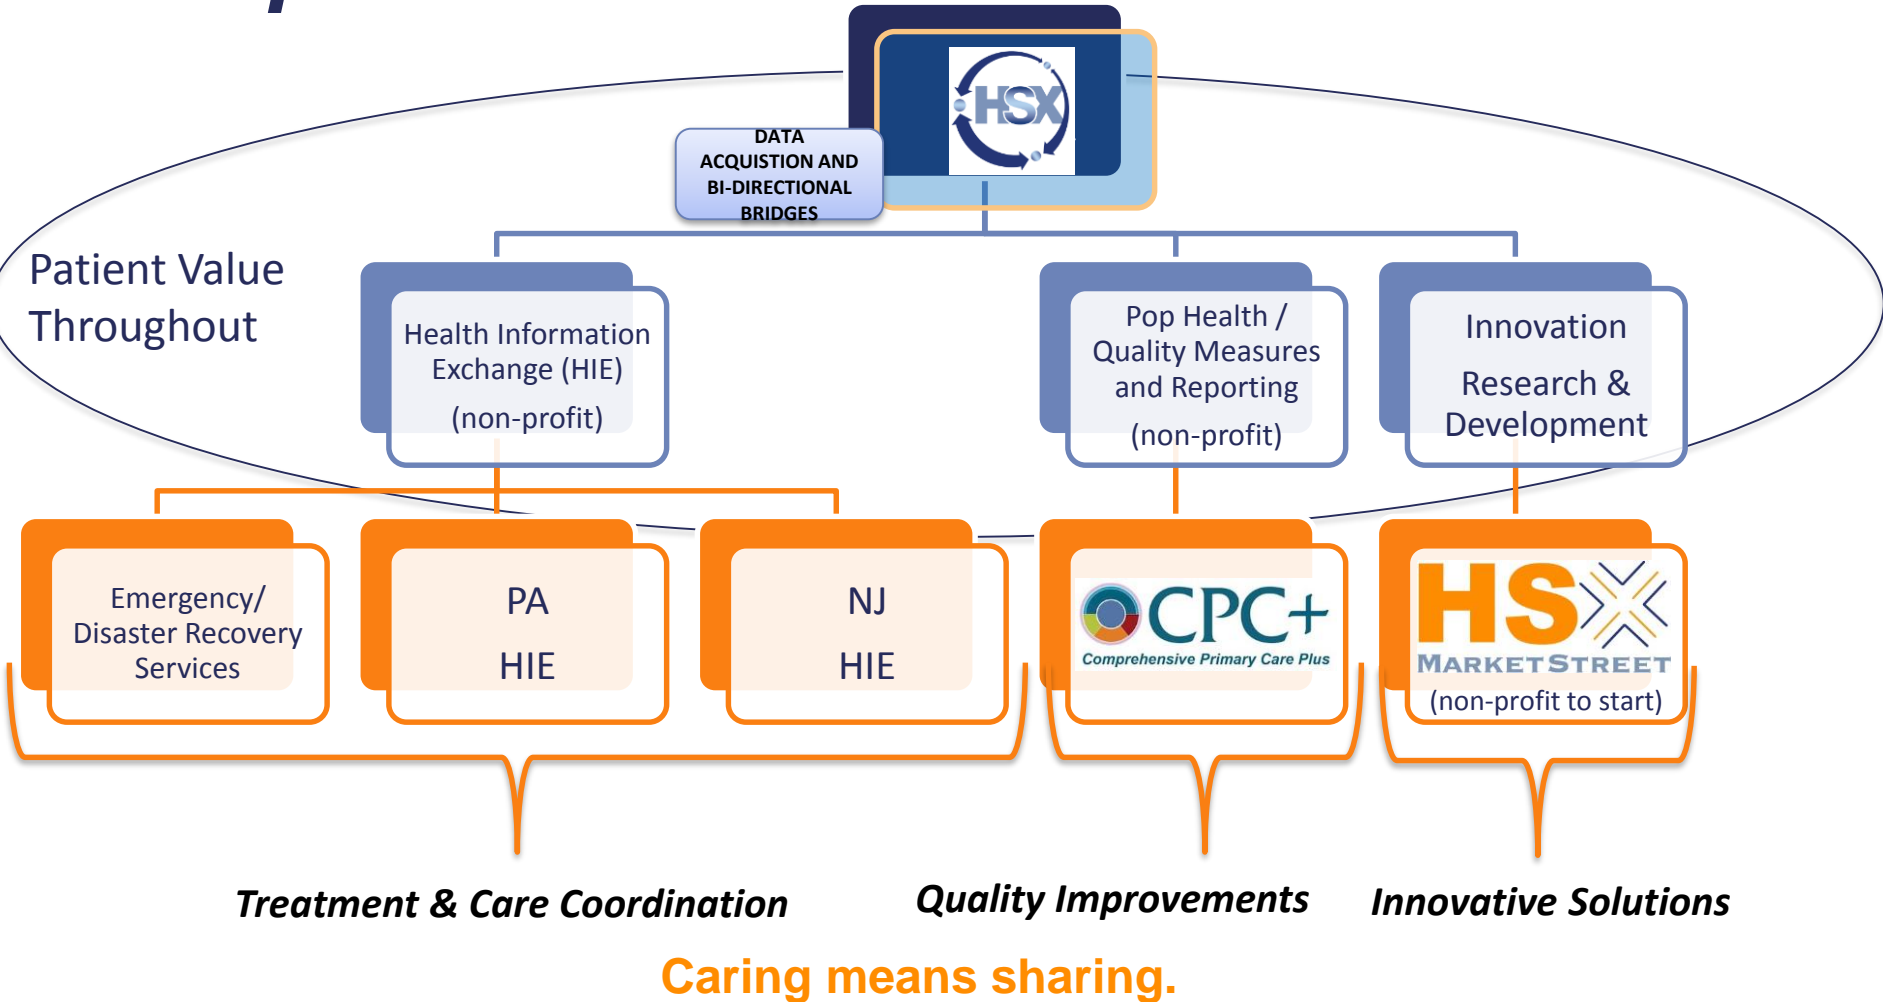 HSX
DATA
ACQUISTION AND
BI-DIRECTIONAL
BRIDGES
Patient Value
Throughout
Health Information
Exchange (HIE)
(non-profit)
Pop Health /
Quality Measures
and Reporting
(non-profit)
Innovation
Research &
Development
Emergency/
Disaster Recovery
Services
PA
HIE
NJ
HIE
CPC+
Comprehensive Primary Care Plus
HSX
MARKET STREET
(non-profit to start)
Treatment & Care Coordination
Quality Improvements
Innovative Solutions
Caring means sharing.